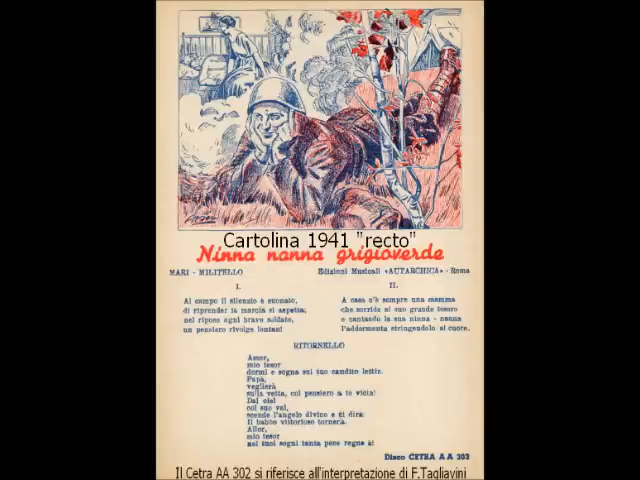 Cartolina 1941 "recto"
Ninna nanna grigioverde
MARI - MILITELLO
Edizioni Musicali «AUTARCHICA» - Roma
I.
Al campo il silenzio è suonato,
di riprender la marcia si aspetta;
nel riposo ogni bravo soldato,
un pensiero rivolge lontan!
II.
A casa c'è sempre una mamma
che sorride al suo grande tesoro
e cantando la sua ninna - nanna
l'addormenta stringendolo al cuore.
RITORNELLO
Amor,
mio tesor
dormi e sogna sul tuo candido lettin.
Papà,
veglierà
sulla vetta, col pensiero a te vicin!
Dal ciel
col suo vel,
scende l'angelo divino e ti dirà:
Il babbo vittorioso tornerà.
Allor,
mio tesor
nei tuoi sogni tanta pace regnerà!
Disco CETRA AA 302
Il Cetra AA 302 si riferisce all'interpretazione di F.Tagliavini